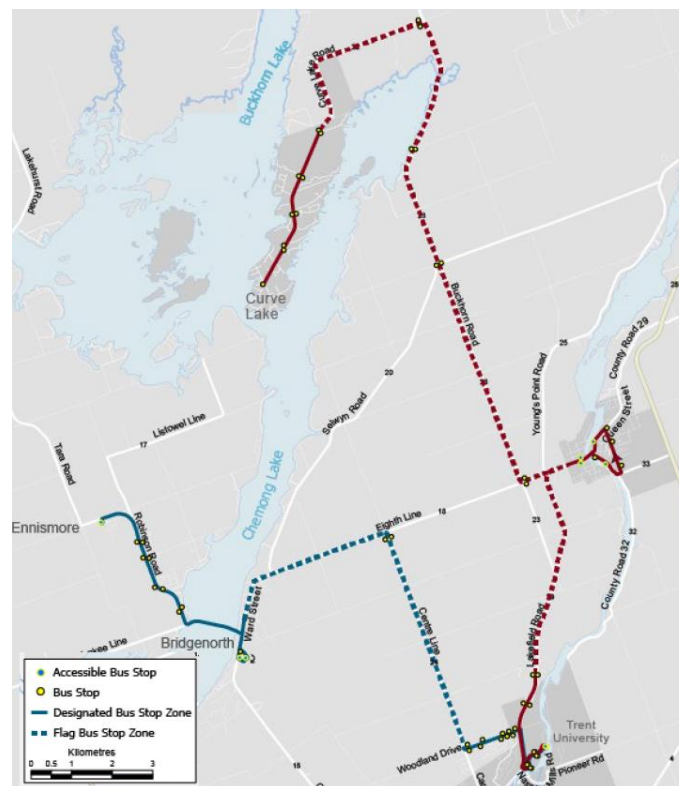 Buckhorn Lake
Curve Lake Road
Lakehurst Road
Curve
Lake
Buckhorn Road
28
County Road 29
Young's Point Road
25
20
Selwyn Road
Queen Street
Listowel Line
17
Tara Road
Chemong Lake
33
Ennismore
Robinson Road
Eighth Line
18
23
32
County Road 32
Ward Street
Centre Line
Lakefield Road
Bridgenorth
Trent
University
Woodland Drive
Pioneer Rd
18
4
Accessible Bus Stop
Bus Stop
Designated Bus Stop Zone
Flag Bus Stop Zone
Kilometres
0 0.5 1 2 3